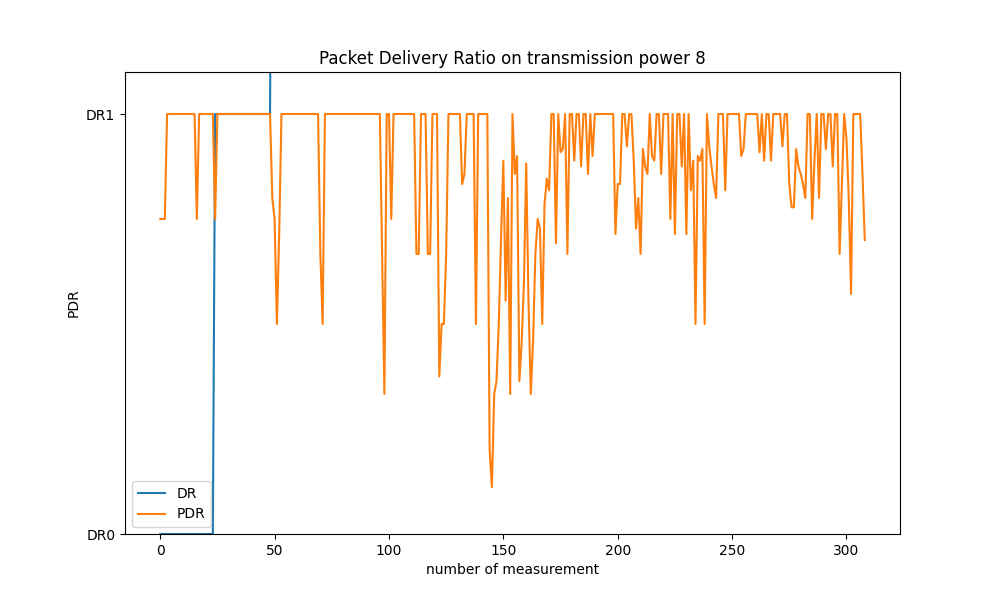 Packet Delivery Ratio on transmission power 8
DR1
PDR
DR0
DR
PDR
0 50 100 150 200 250 300
number of measurement